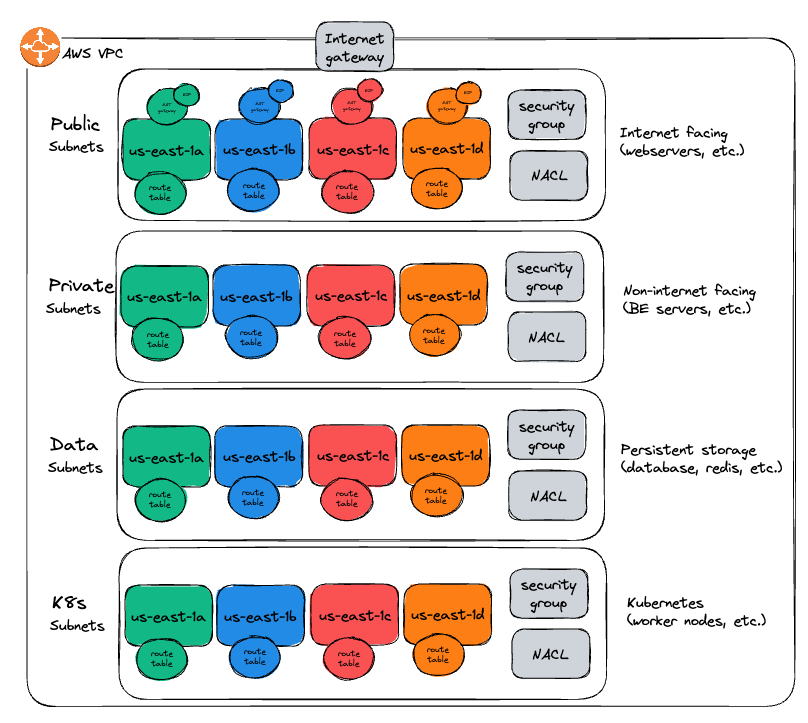 Internet
gateway
AWS VPC
EIP EIP EIP EIP
NAT NAT NAT NAT
gateway gateway gateway gateway
Public
Subnets
us-east-1a us-east-1b us-east-1c us-east-1d
route route route route
table table table table
security
group
NACL
Internet facing
(webservers, etc.)
Private
Subnets
us-east-1a us-east-1b us-east-1c us-east-1d
route route route route
table table table table
security
group
NACL
Non-internet facing
(BE servers, etc.)
Data
Subnets
us-east-1a us-east-1b us-east-1c us-east-1d
route route route route
table table table table
security
group
NACL
Persistent storage
(database, redis, etc.)
K8s
Subnets
us-east-1a us-east-1b us-east-1c us-east-1d
route route route route
table table table table
security
group
NACL
Kubernetes
(worker nodes, etc.)